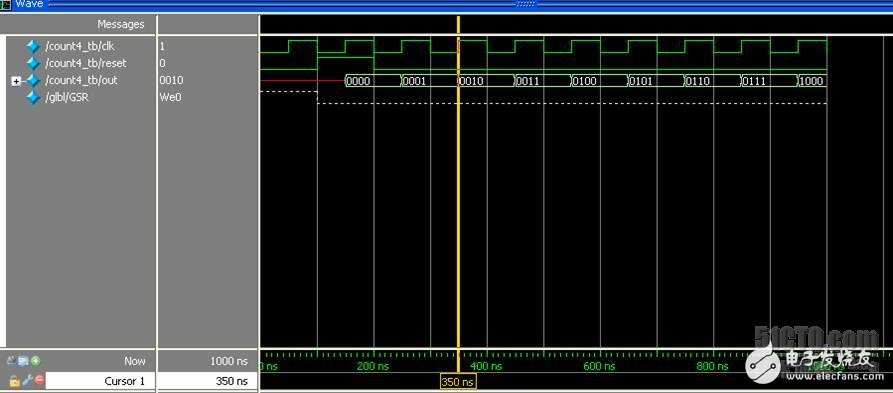 Wave
Messages
/count4_tb/clk 1
/count4_tb/reset 0
/count4_tb/out 0010 0000 0001 0010 0011 0100 0101 0110 0111 1000
/glbl/GSR We0
Now 1000 ns 0 ns 200 ns 400 ns 600 ns 800 ns
Cursor 1 350 ns 350 ns
51CTO.com
电子发烧友
www.elecfans.com